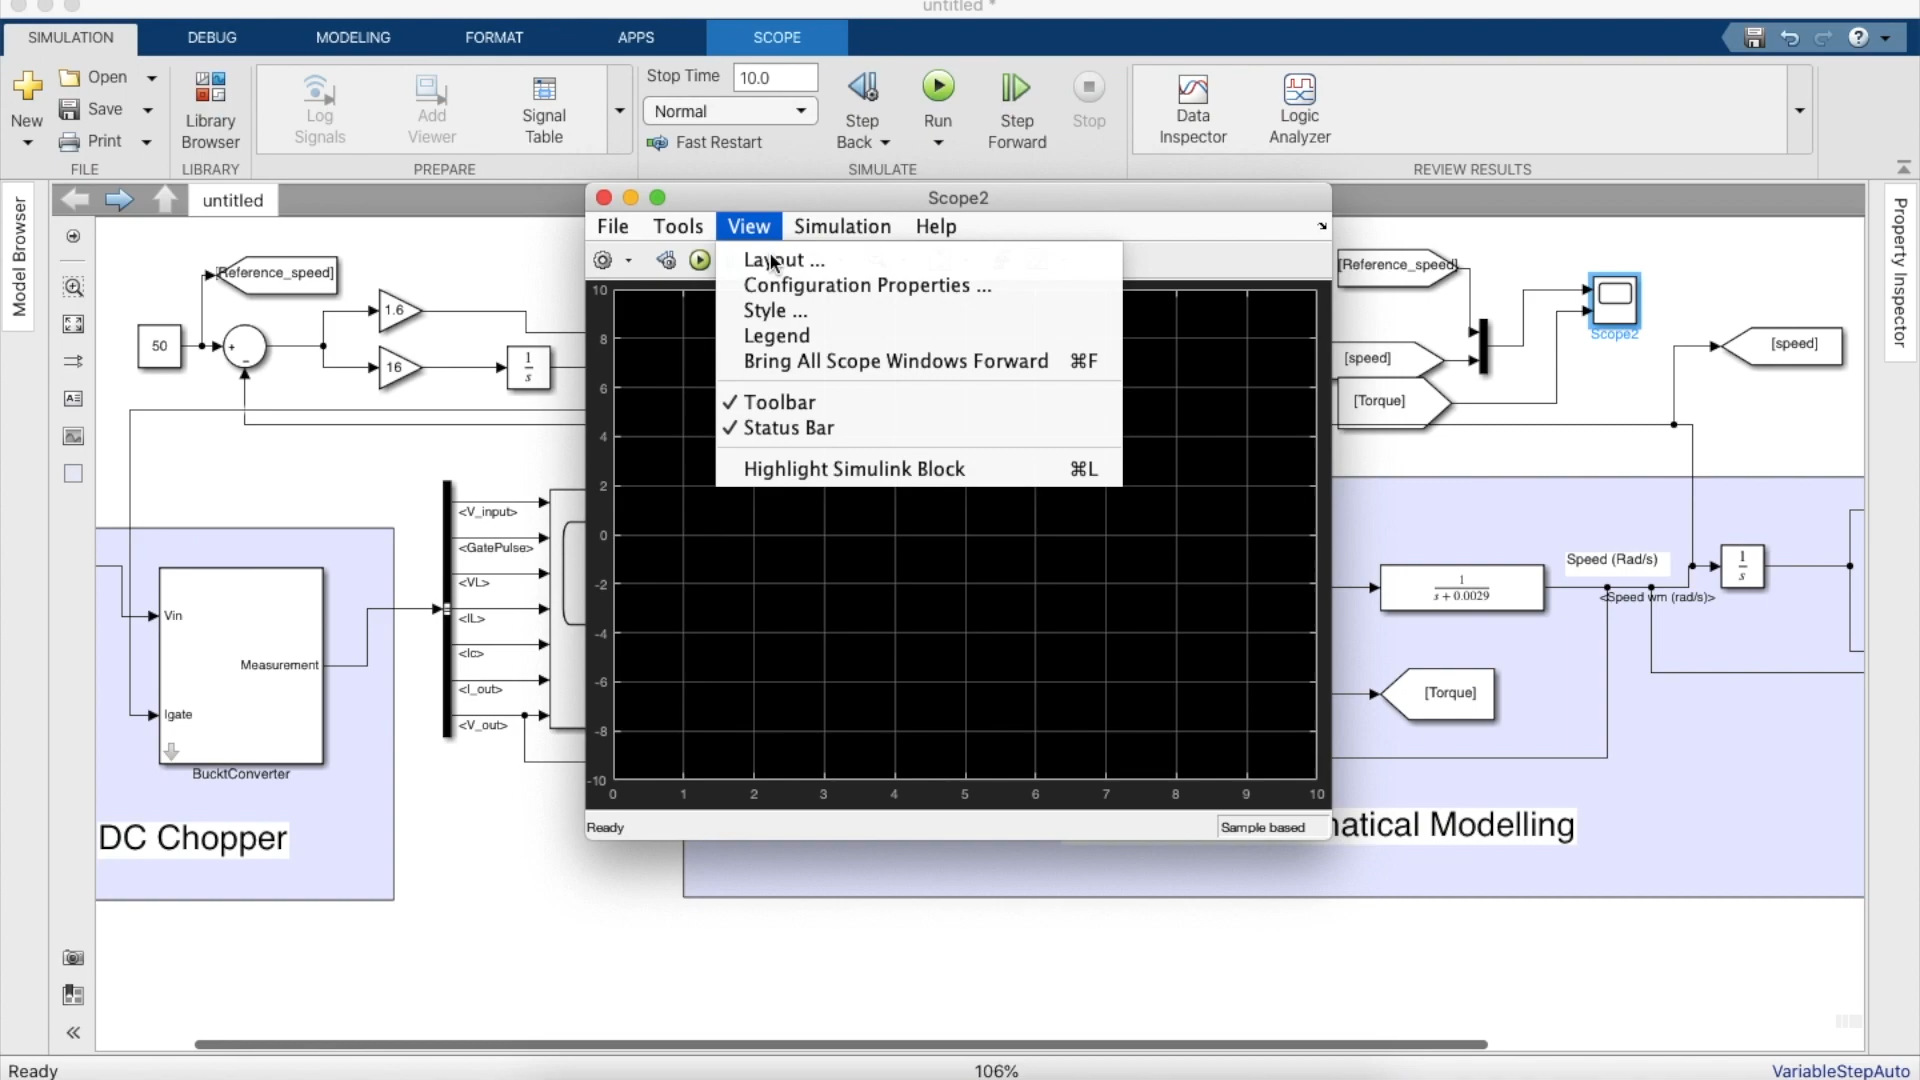 untitled *
SIMULATION DEBUG MODELING FORMAT APPS SCOPE
New
Open
Save
Print
FILE
Library Browser
LIBRARY
Log Signals
Add Viewer
Signal Table
PREPARE
Stop Time 10.0
Normal
Fast Restart
Step Back
Run
Step Forward
Stop
SIMULATE
Data Inspector
Logic Analyzer
REVIEW RESULTS
Model Browser
Property Inspector
untitled
Scope2
File Tools View Simulation Help
Layout ...
Configuration Properties ...
Style ...
Legend
Bring All Scope Windows Forward ⌘F
✓ Toolbar
✓ Status Bar
Highlight Simulink Block ⌘L
10
8
6
4
2
0
-2
-4
-6
-8
-10
0 1 2 3 4 5 6 7 8 9 10
Ready
Sample based
[Reference_speed]
50
+
-
1.6
16
1
s
Vin
Measurement
Igate
BucktConverter
DC Chopper
<V_input>
<GatePulse>
<VL>
<IL>
<Ic>
<I_out>
<V_out>
[Reference_speed]
[speed]
[Torque]
Scope2
[speed]
1
s + 0.0029
Speed (Rad/s)
<Speed wm (rad/s)>
1
s
[Torque]
natical Modelling
Ready
106%
VariableStepAuto